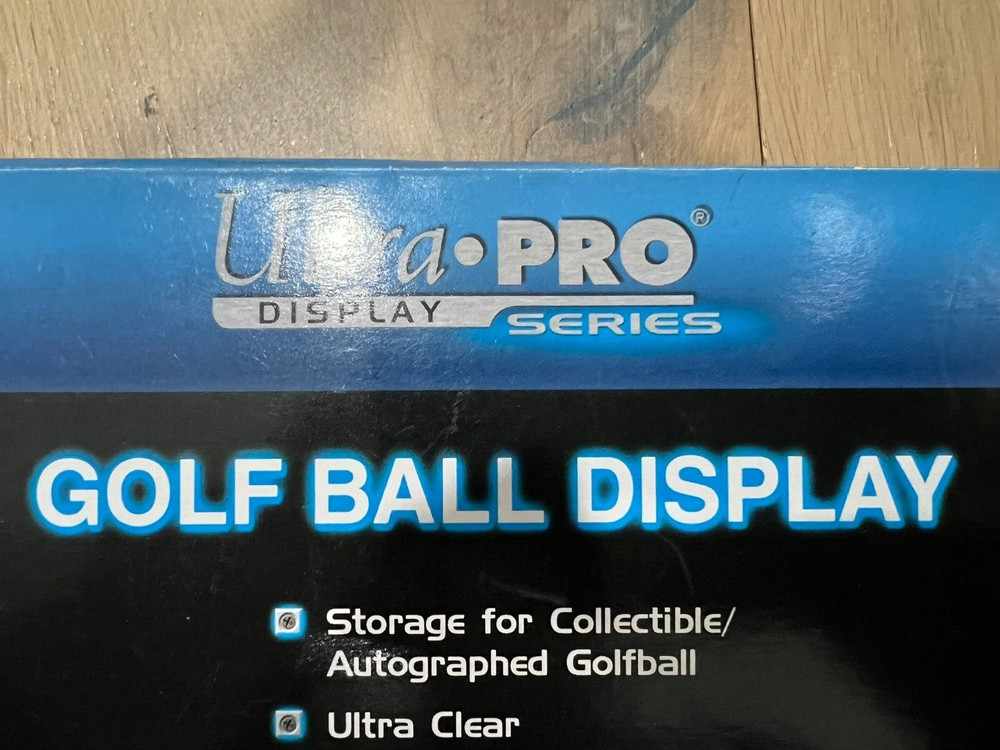 Ultra•PRO®
DISPLAY SERIES
GOLF BALL DISPLAY
Storage for Collectible/
Autographed Golfball
Ultra Clear